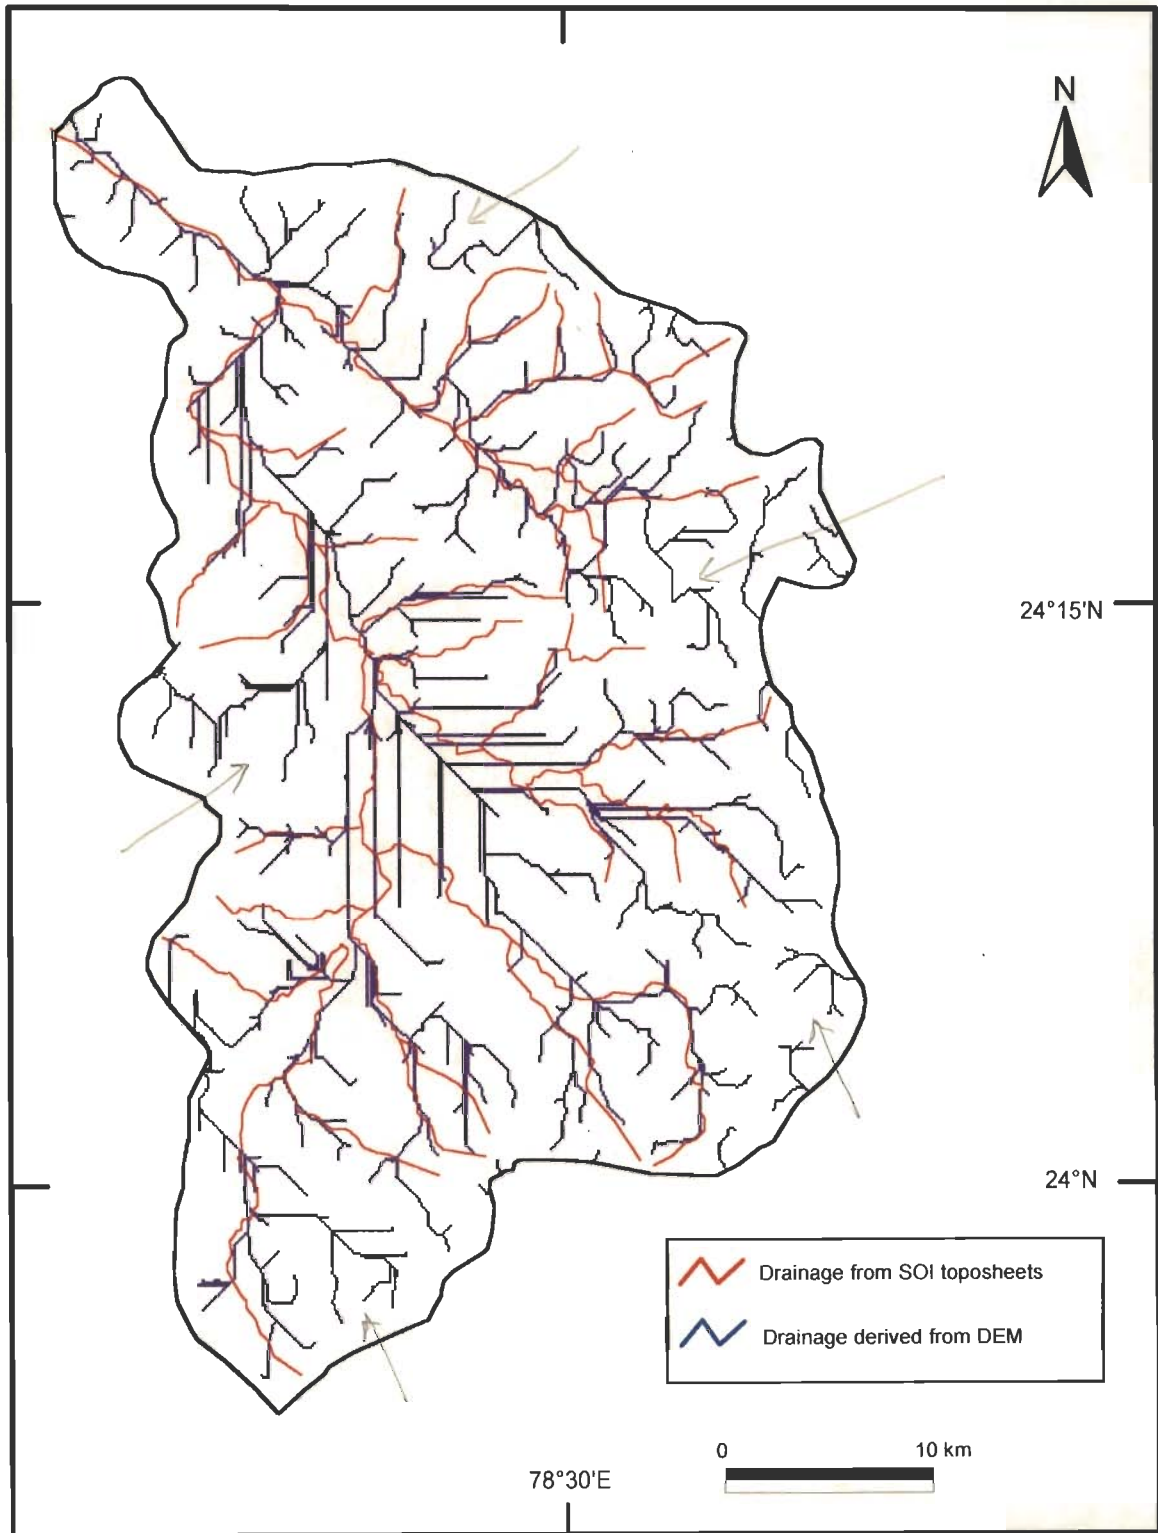 N
24°15'N
24°N
Drainage from SOI toposheets
Drainage derived from DEM
0 10 km
78°30'E